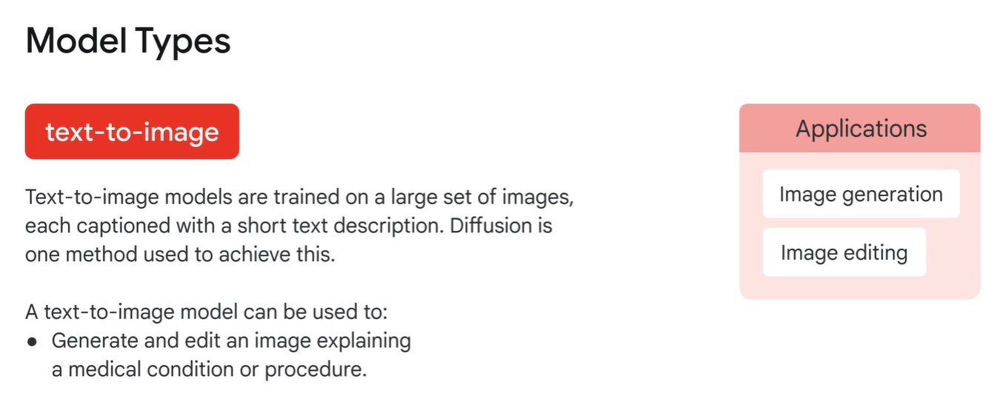 Model Types
text-to-image
Text-to-image models are trained on a large set of images,
each captioned with a short text description. Diffusion is
one method used to achieve this.
A text-to-image model can be used to:
● Generate and edit an image explaining
a medical condition or procedure.
Applications
Image generation
Image editing